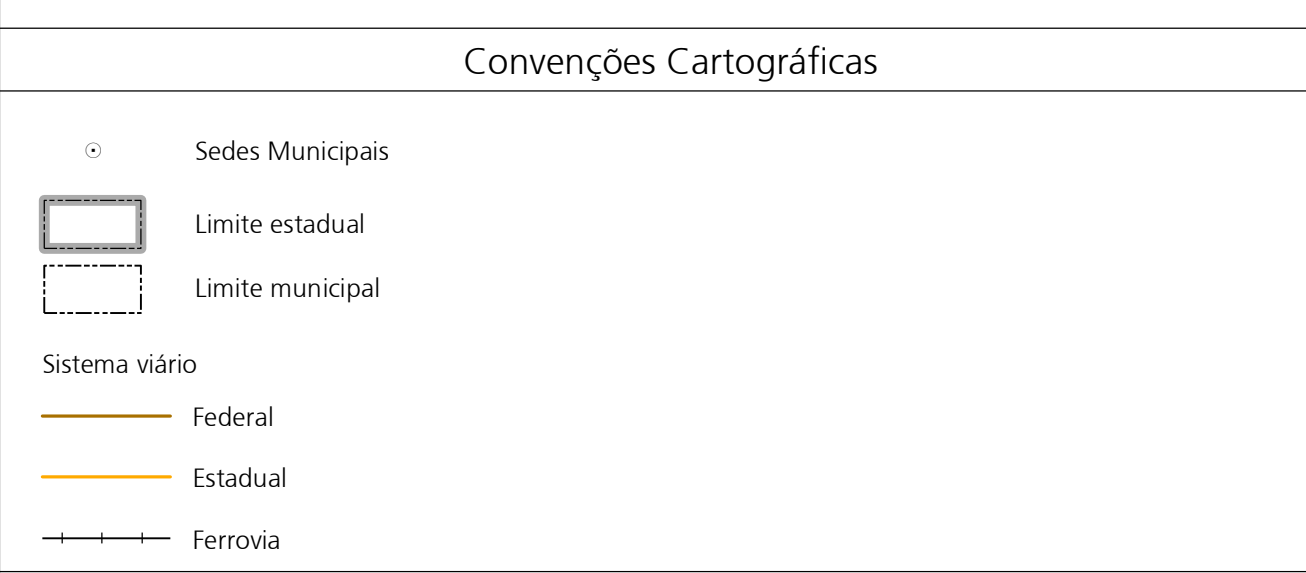 Convenções Cartográficas
Sedes Municipais
Limite estadual
Limite municipal
Sistema viário
Federal
Estadual
Ferrovia